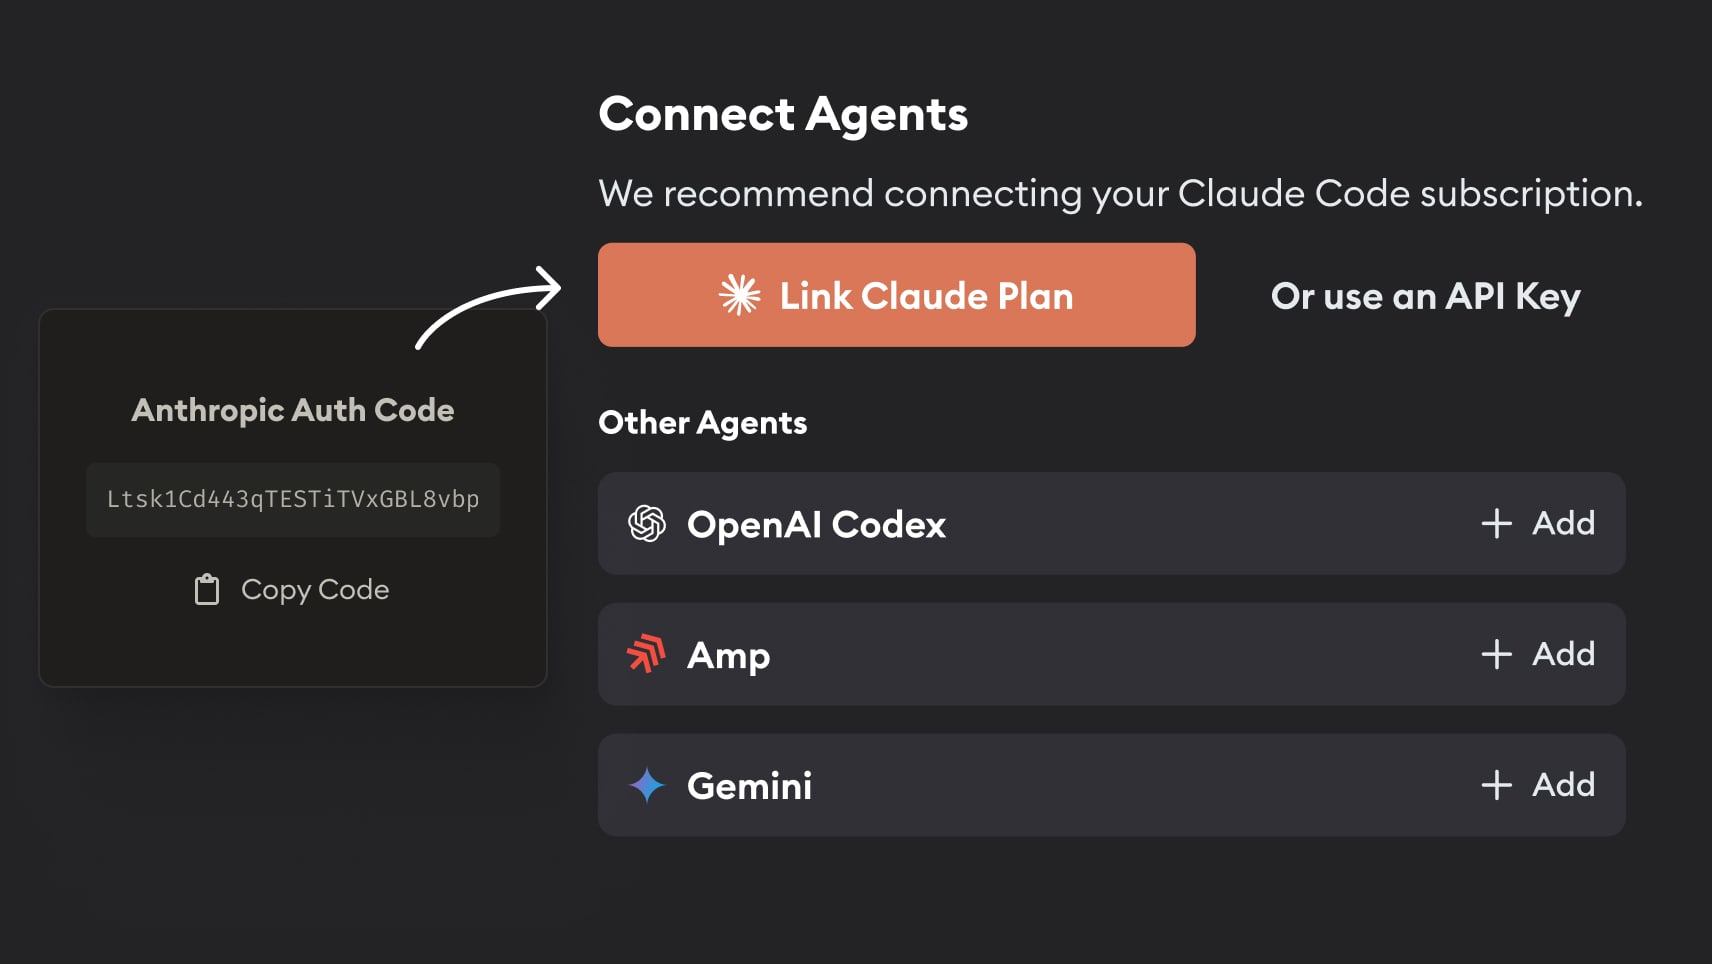 Connect Agents
We recommend connecting your Claude Code subscription.
Link Claude Plan
Or use an API Key
Anthropic Auth Code
Ltsk1Cd443qTESTiTVxGBL8vbp
Copy Code
Other Agents
OpenAI Codex
Add
Amp
Add
Gemini
Add